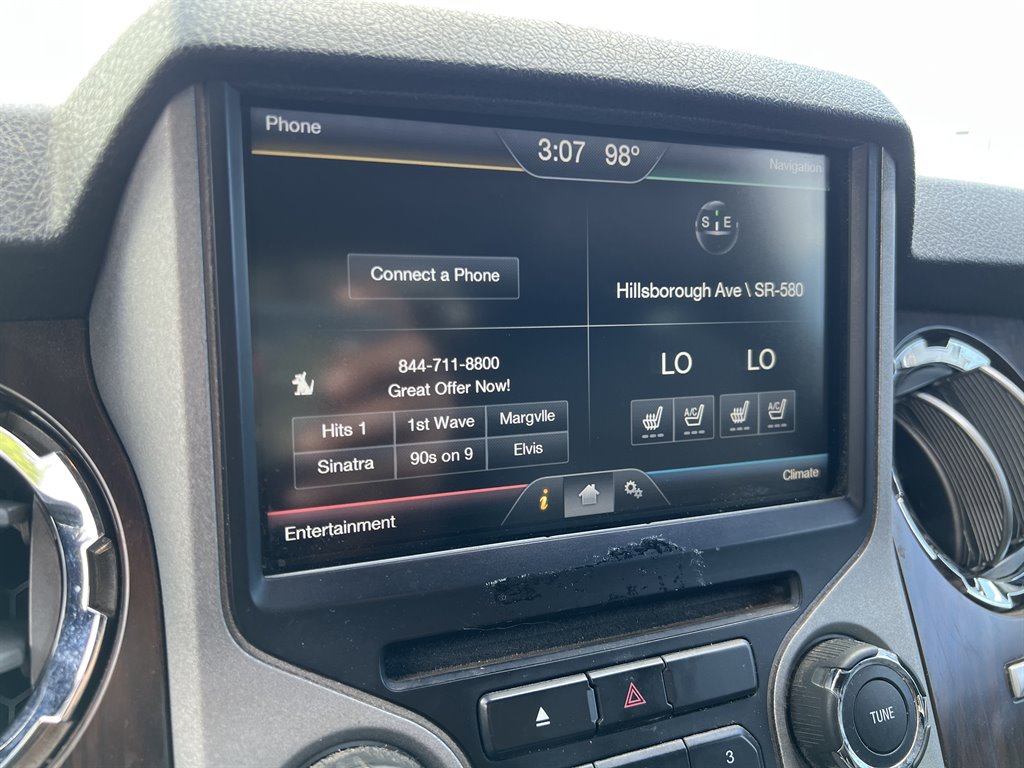 Phone
3:07 98°
Navigation
S E
Connect a Phone
Hillsborough Ave \ SR-580
844-711-8800
Great Offer Now!
LO LO
Hits 1 1st Wave Margvlle
Sinatra 90s on 9 Elvis
A/C A/C
i
Entertainment
Climate
TUNE
3